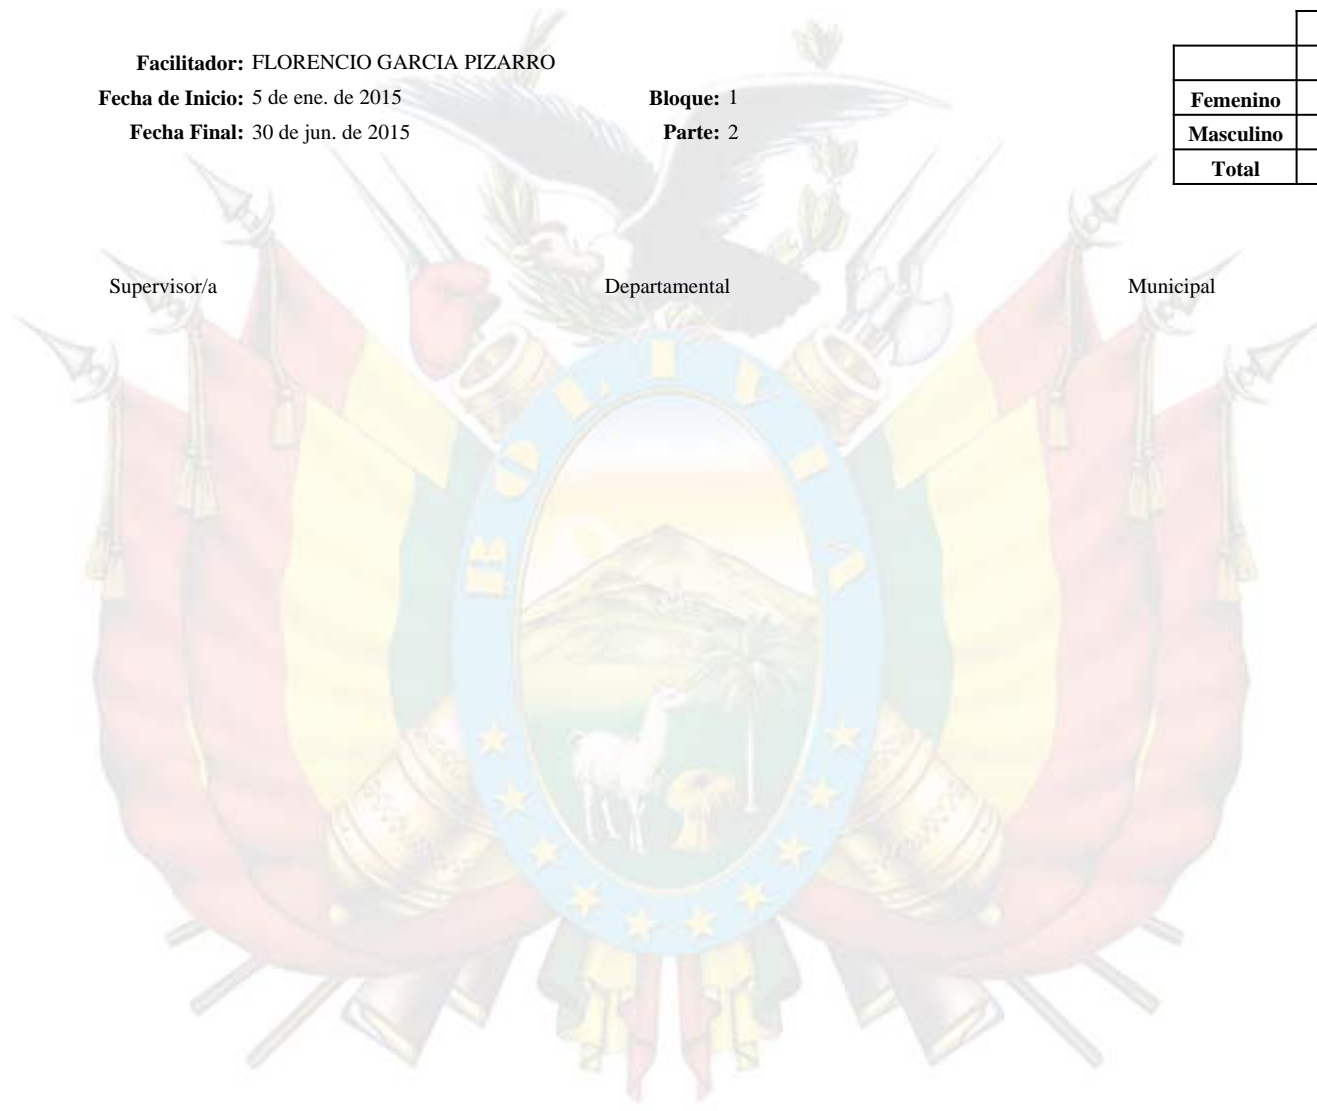 Facilitador: FLORENCIO GARCIA PIZARRO
Fecha de Inicio: 5 de ene. de 2015 Bloque: 1
Fecha Final: 30 de jun. de 2015 Parte: 2
Femenino
Masculino
Total
Supervisor/a Departamental Municipal
BOLIVIA